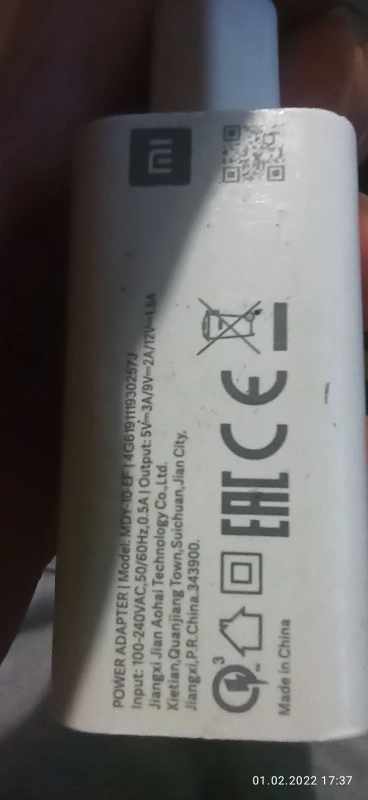 mi
POWER ADAPTER | Model: MDY-10-EF | 4G619111930257J
Input: 100-240VAC,50/60Hz,0.5A | Output: 5V⎓3A/9V⎓2A/12V⎓1.5A
Jiangxi Jian Aohai Technology Co.,Ltd.
Xietian,Quanjiang Town,Suichuan,Jian City,
Jiangxi,P.R.China.343900.
3
EAC CE
Made in China
01.02.2022 17:37